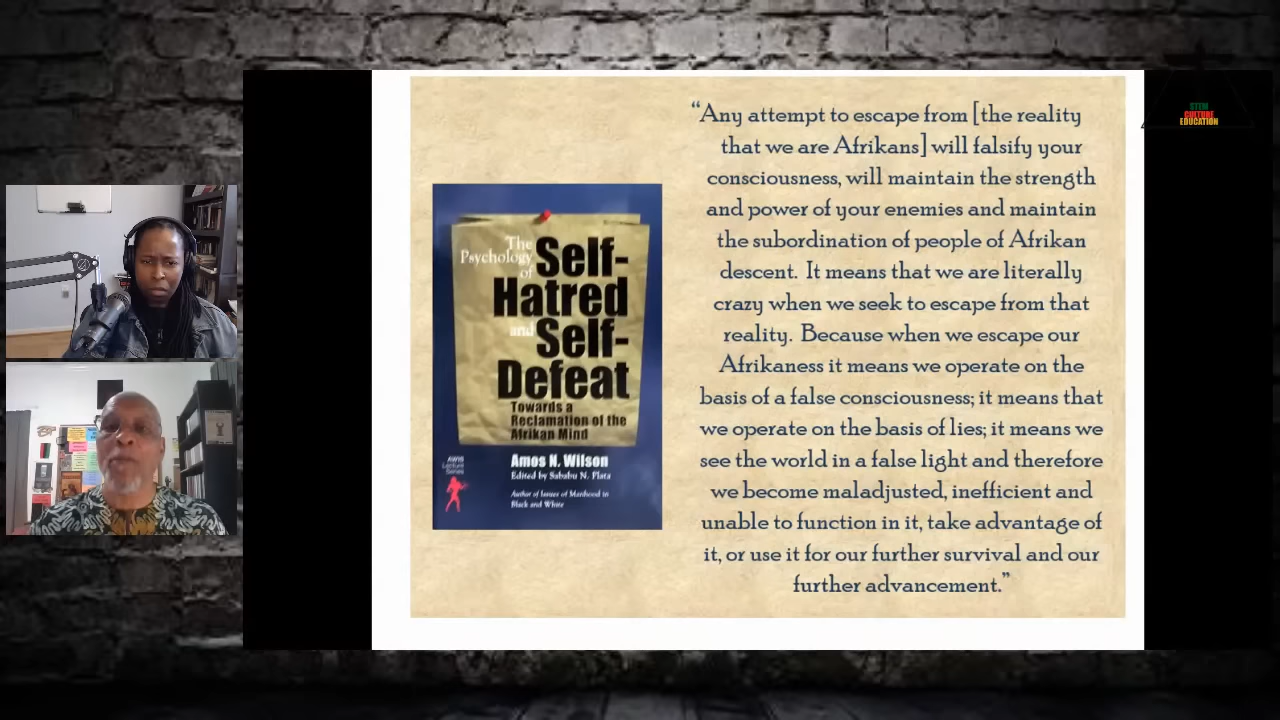 “Any attempt to escape from [the reality
that we are Afrikans] will falsify your
consciousness, will maintain the strength
and power of your enemies and maintain
the subordination of people of Afrikan
descent. It means that we are literally
crazy when we seek to escape from that
reality. Because when we escape our
Afrikaness it means we operate on the
basis of a false consciousness; it means that
we operate on the basis of lies; it means we
see the world in a false light and therefore
we become maladjusted, inefficient and
unable to function in it, take advantage of
it, or use it for our further survival and our
further advancement.”
The
Psychology
of
Self-
Hatred
and
Self-
Defeat
Towards a
Reclamation of the
Afrikan Mind
AWIS
Lecture
Series
Amos N. Wilson
Edited by Sababu N. Plata
Author of Issues of Manhood in
Black and White
STEM
CULTURE
EDUCATION